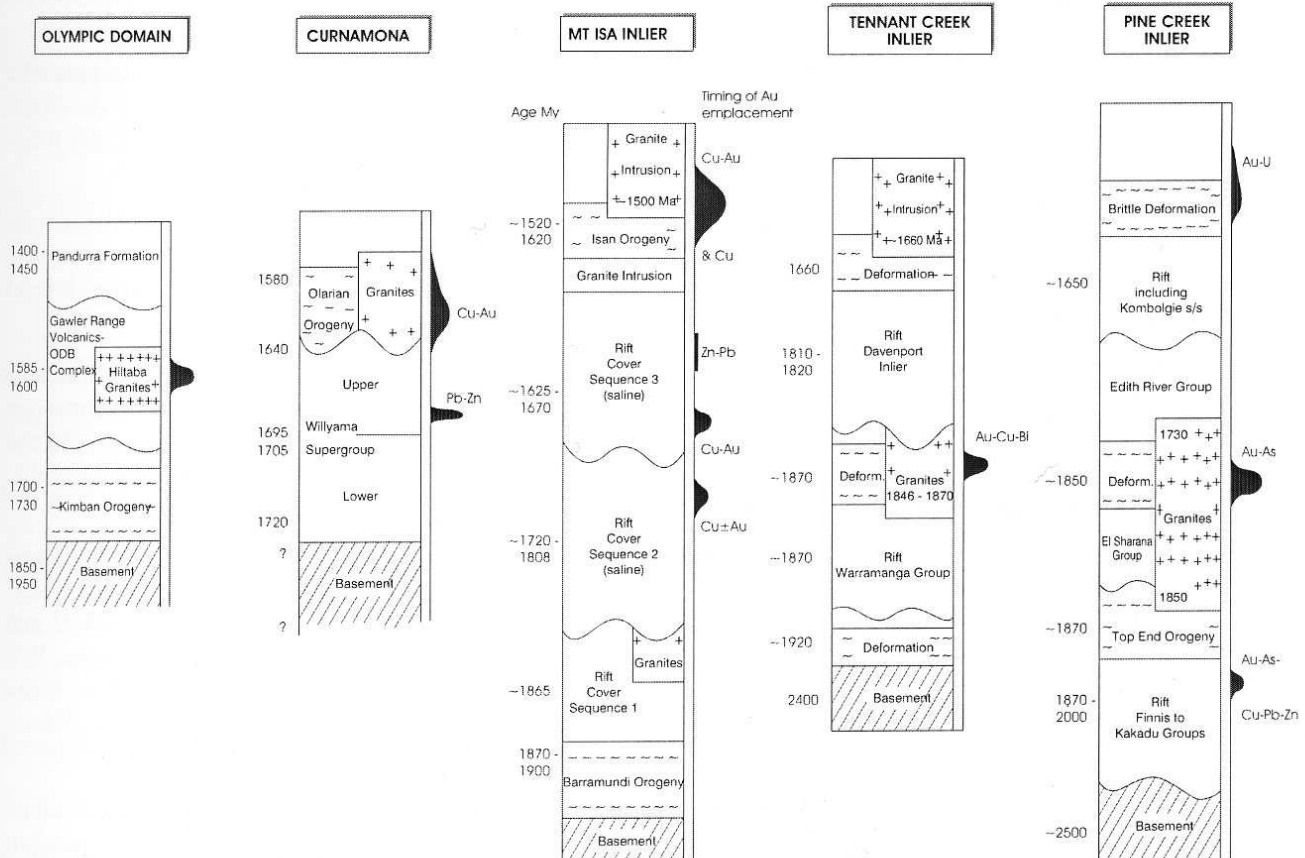 OLYMPIC DOMAIN
1400 -
1450
Pandurra Formation
Gawler Range
Volcanics-
ODB
Complex
Hiltaba
Granites
1585 -
1600
1700 -
1730
Kimban Orogeny
1850 -
1950
Basement
CURNAMONA
1580
Olarian
Orogeny
Granites
Cu-Au
1640
Upper
Pb-Zn
1695
1705
Willyama
Supergroup
Lower
1720
?
Basement
?
MT ISA INLIER
Age My
Timing of Au
emplacement
Granite
Intrusion
~1500 Ma
Cu-Au
~1520 -
1620
Isan Orogeny
& Cu
Granite Intrusion
Rift
Cover
Sequence 3
(saline)
Zn-Pb
~1625 -
1670
Cu-Au
Cu±Au
Rift
Cover
Sequence 2
(saline)
~1720 -
1808
Granites
Rift
Cover
Sequence 1
~1865
1870 -
1900
Barramundi Orogeny
Basement
TENNANT CREEK
INLIER
Granite
Intrusion
~1660 Ma
1660
Deformation
Rift
Davenport
Inlier
1810 -
1820
Au-Cu-Bi
~1870
Deform.
Granites
1846 - 1870
~1870
Rift
Warramanga Group
~1920
Deformation
2400
Basement
PINE CREEK
INLIER
Au-U
Brittle Deformation
~1650
Rift
including
Kombolgie s/s
Edith River Group
1730
Au-As
~1850
Deform.
Granites
El Sharana
Group
1850
~1870
Top End Orogeny
Au-As-
Cu-Pb-Zn
1870 -
2000
Rift
Finnis to
Kakadu Groups
~2500
Basement